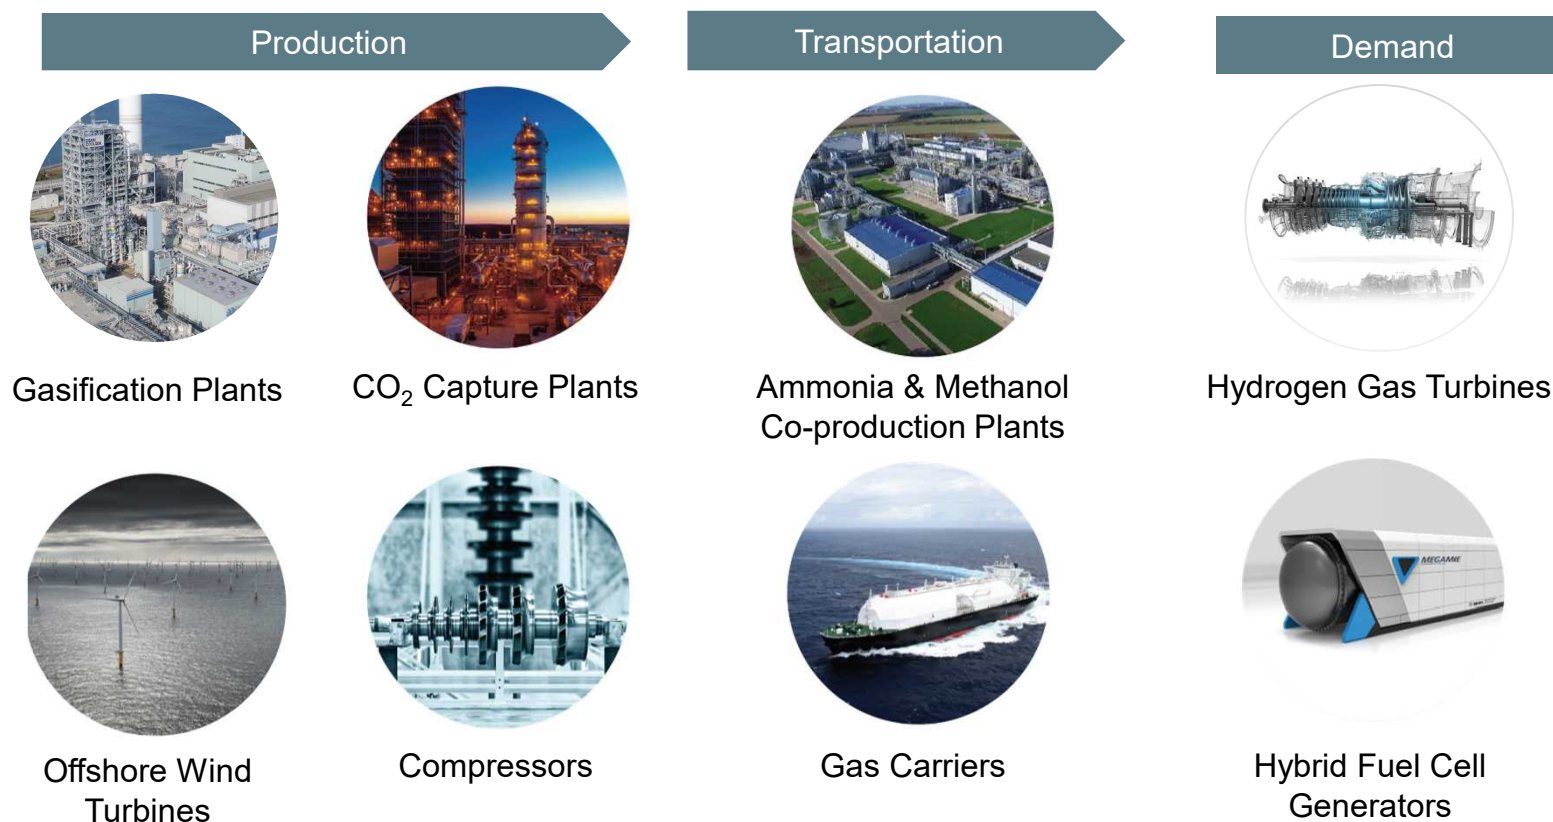 Production
Transportation
Demand
Gasification Plants
CO₂ Capture Plants
Ammonia & Methanol
Co-production Plants
Hydrogen Gas Turbines
MEGAMIE
Offshore Wind
Turbines
Compressors
Gas Carriers
Hybrid Fuel Cell
Generators